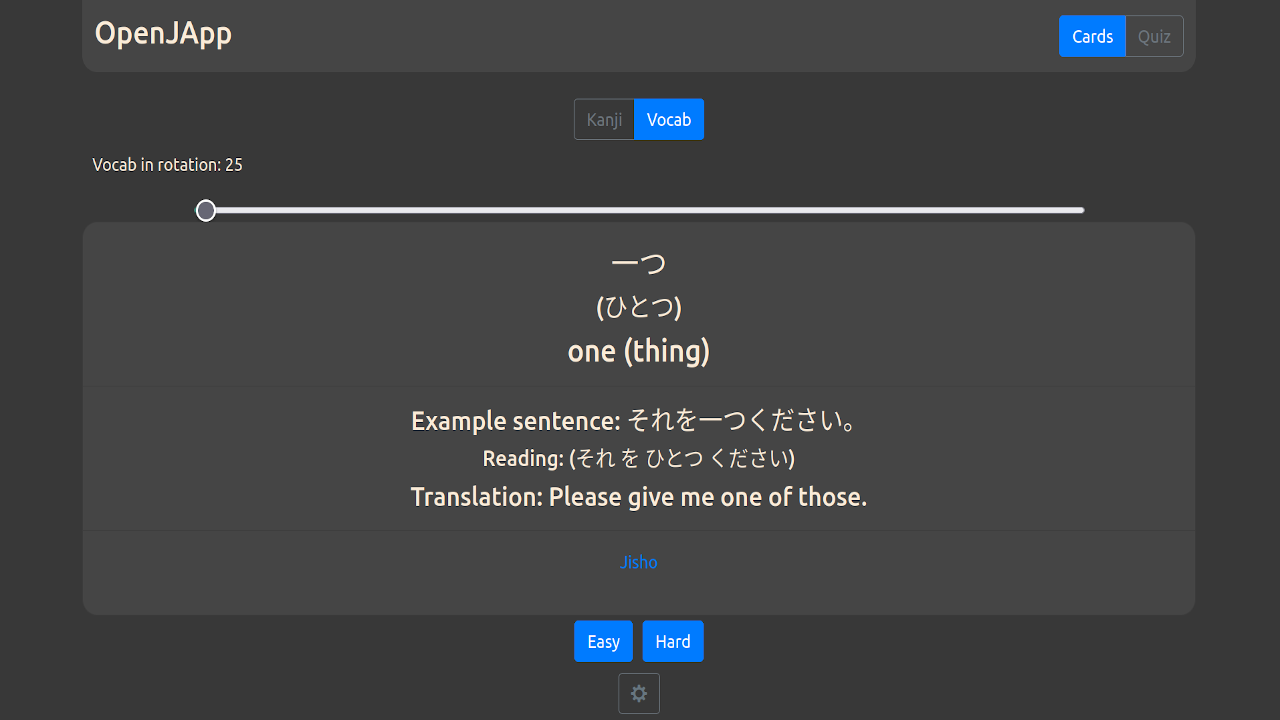 OpenJApp
Cards Quiz
Kanji Vocab
Vocab in rotation: 25
一つ
(ひとつ)
one (thing)
Example sentence: それを一つください。
Reading: (それ を ひとつ ください)
Translation: Please give me one of those.
Jisho
Easy Hard